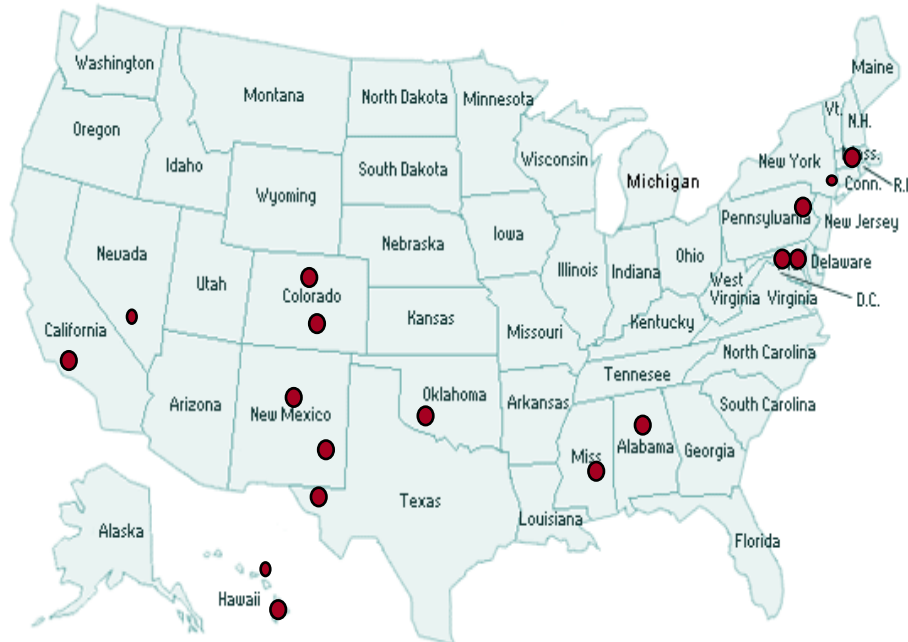 Washington
Maine
Montana
North Dakota
Minnesota
Vt.
N.H.
Oregon
Idaho
South Dakota
Wisconsin
New York
Mass.
Michigan
Conn.
R.I
Wyoming
Pennsylvania
New Jersey
Nebraska
Iowa
Nevada
Utah
Illinois
Indiana
Ohio
Delaware
West
Virginia
Virginia
D.C.
Colorado
Kansas
Missouri
Kentucky
California
North Carolina
Tennesee
Arizona
New Mexico
Oklahoma
Arkansas
South Carolina
Miss
Alabama
Georgia
Texas
Louisiana
Alaska
Florida
Hawaii